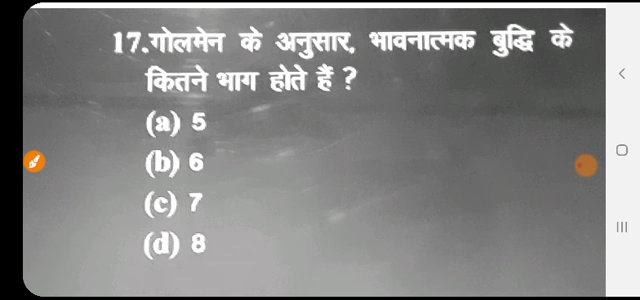 17.गोलमेन के अनुसार, भावनात्मक बुद्धि के
कितने भाग होते हैं ?
(a) 5
(b) 6
(c) 7
(d) 8